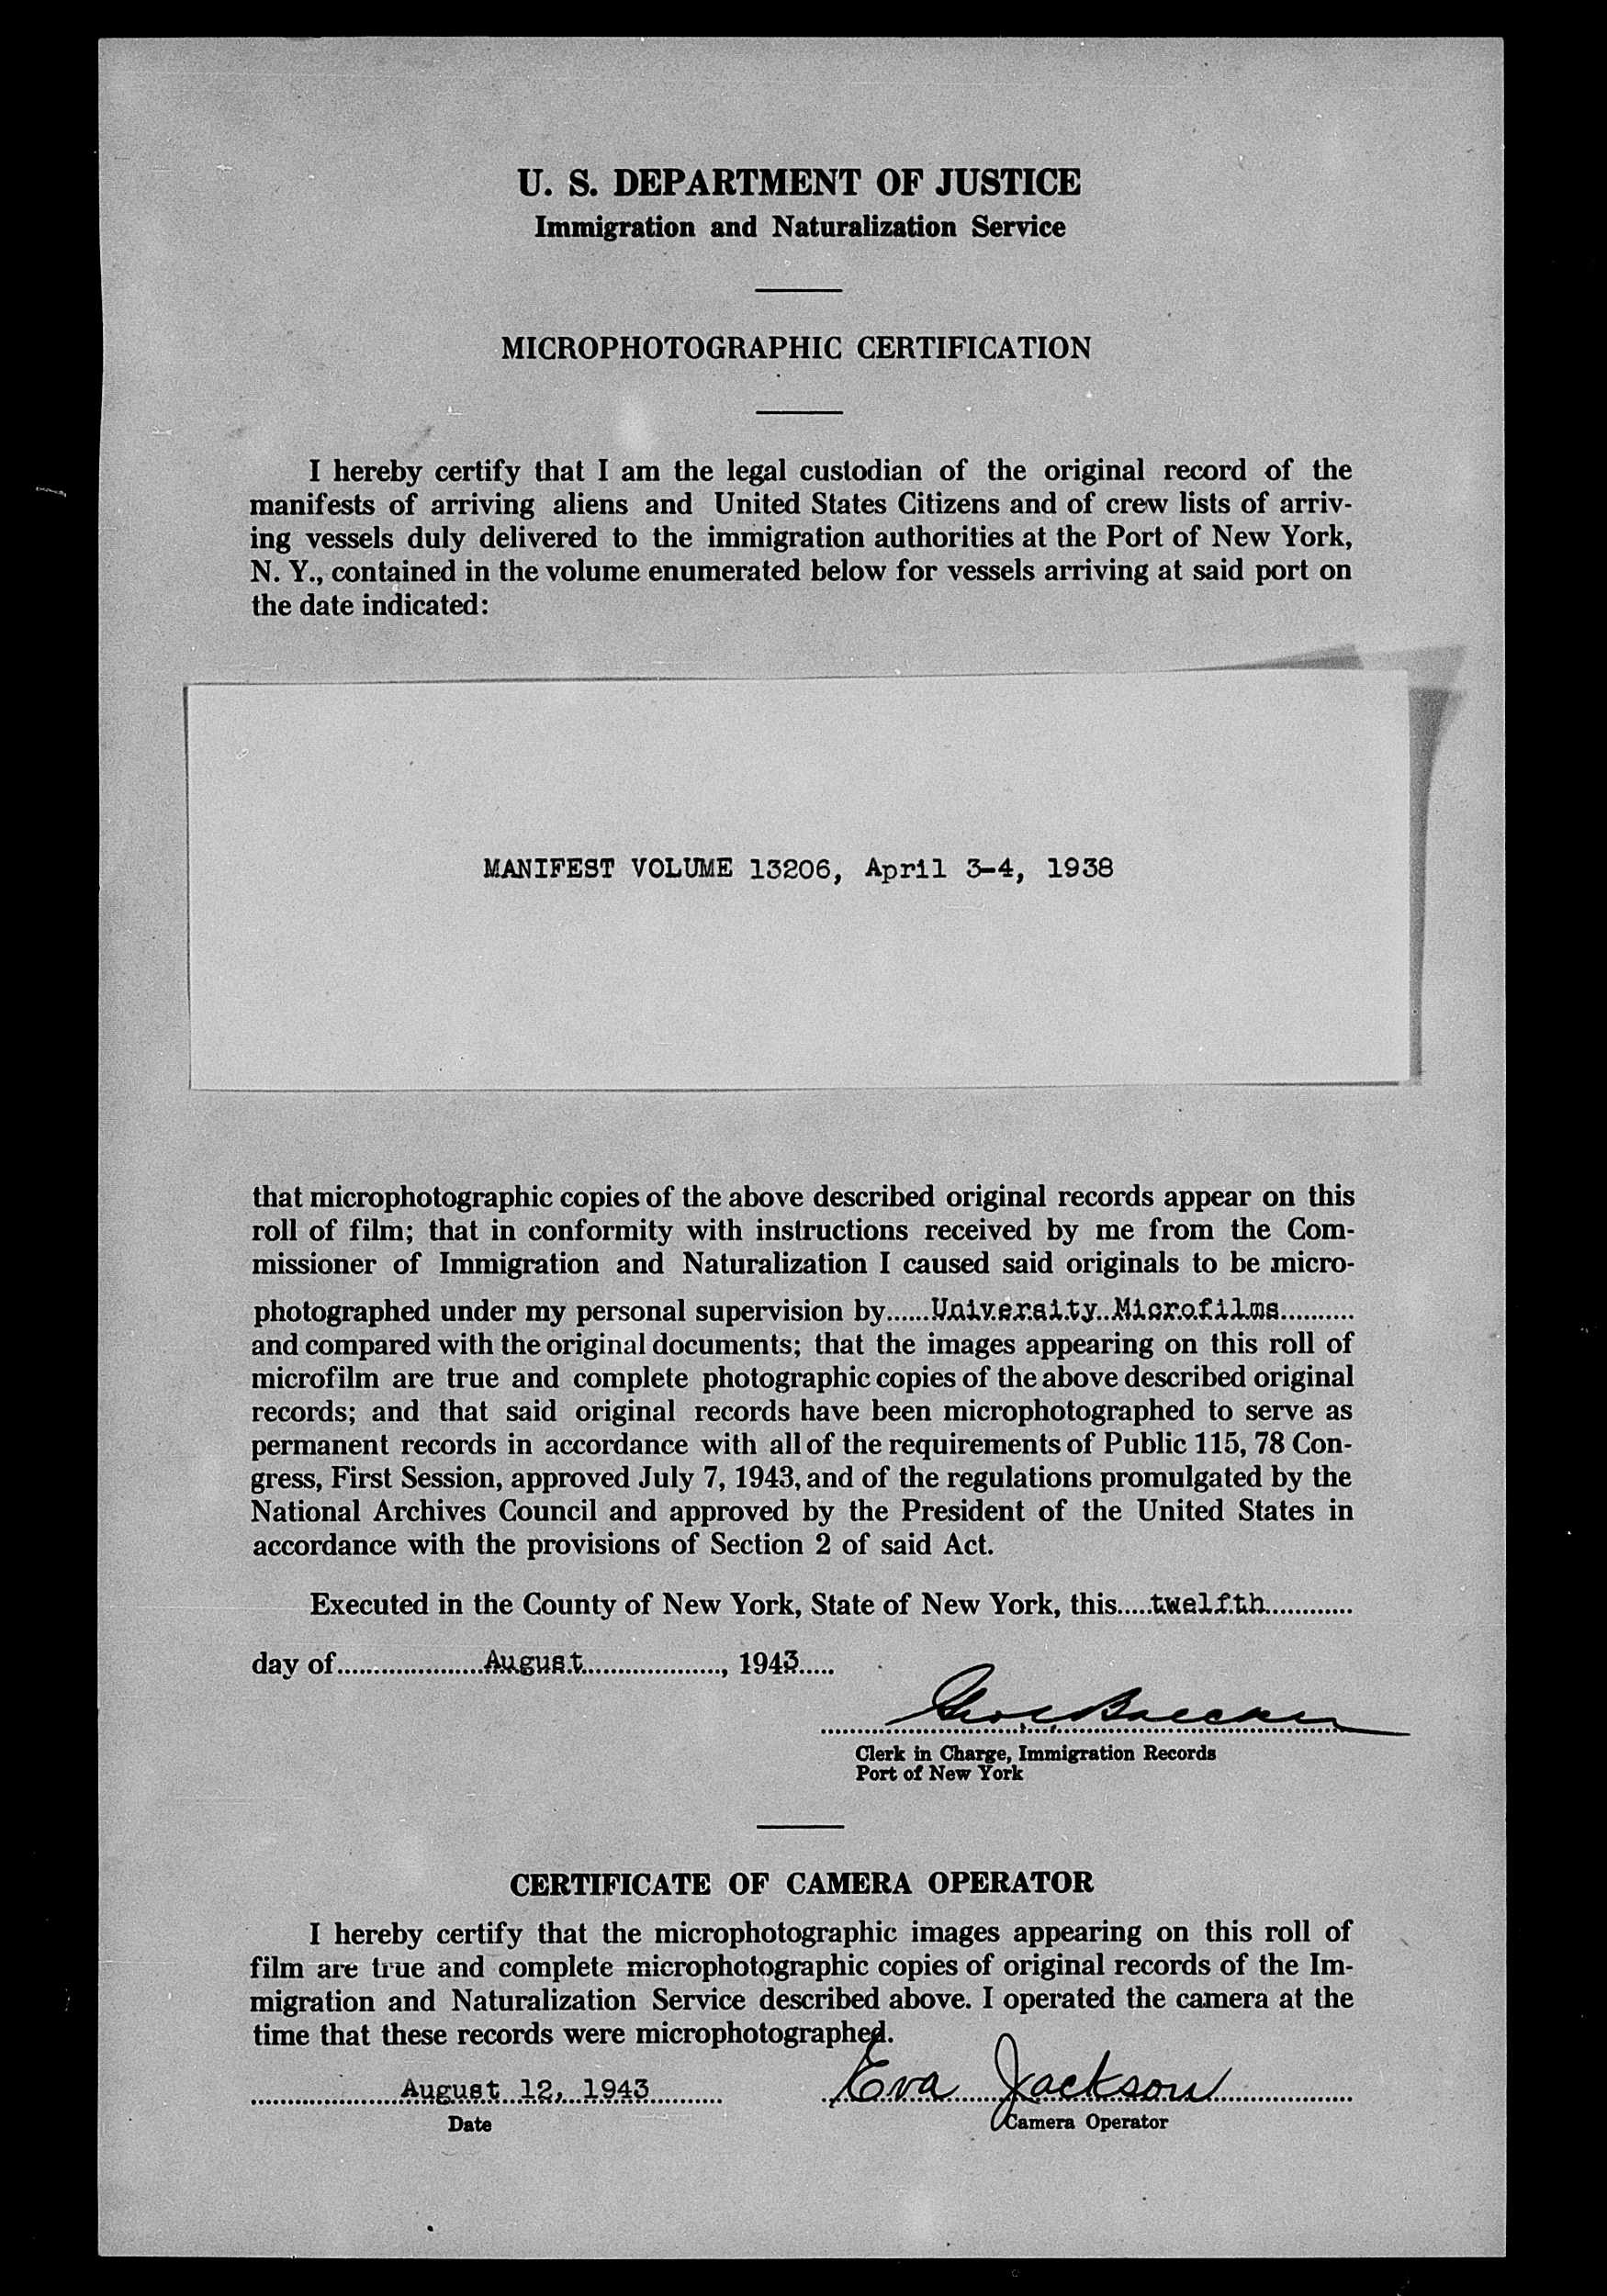 U. S. DEPARTMENT OF JUSTICE
Immigration and Naturalization Service
MICROPHOTOGRAPHIC CERTIFICATION
I hereby certify that I am the legal custodian of the original record of the
manifests of arriving aliens and United States Citizens and of crew lists of arriv-
ing vessels duly delivered to the immigration authorities at the Port of New York,
N. Y., contained in the volume enumerated below for vessels arriving at said port on
the date indicated:
MANIFEST VOLUME 13206, April 3-4, 1938
that microphotographic copies of the above described original records appear on this
roll of film; that in conformity with instructions received by me from the Com-
missioner of Immigration and Naturalization I caused said originals to be micro-
photographed under my personal supervision by......University Microfilms..........
and compared with the original documents; that the images appearing on this roll of
microfilm are true and complete photographic copies of the above described original
records; and that said original records have been microphotographed to serve as
permanent records in accordance with all of the requirements of Public 115, 78 Con-
gress, First Session, approved July 7, 1943, and of the regulations promulgated by the
National Archives Council and approved by the President of the United States in
accordance with the provisions of Section 2 of said Act.
Executed in the County of New York, State of New York, this.....twelfth............
day of.....................August...................., 1943.....
Clerk in Charge, Immigration Records
Port of New York
CERTIFICATE OF CAMERA OPERATOR
I hereby certify that the microphotographic images appearing on this roll of
film are true and complete microphotographic copies of original records of the Im-
migration and Naturalization Service described above. I operated the camera at the
time that these records were microphotographed.
August 12, 1943 Eva Jackson
Date Camera Operator